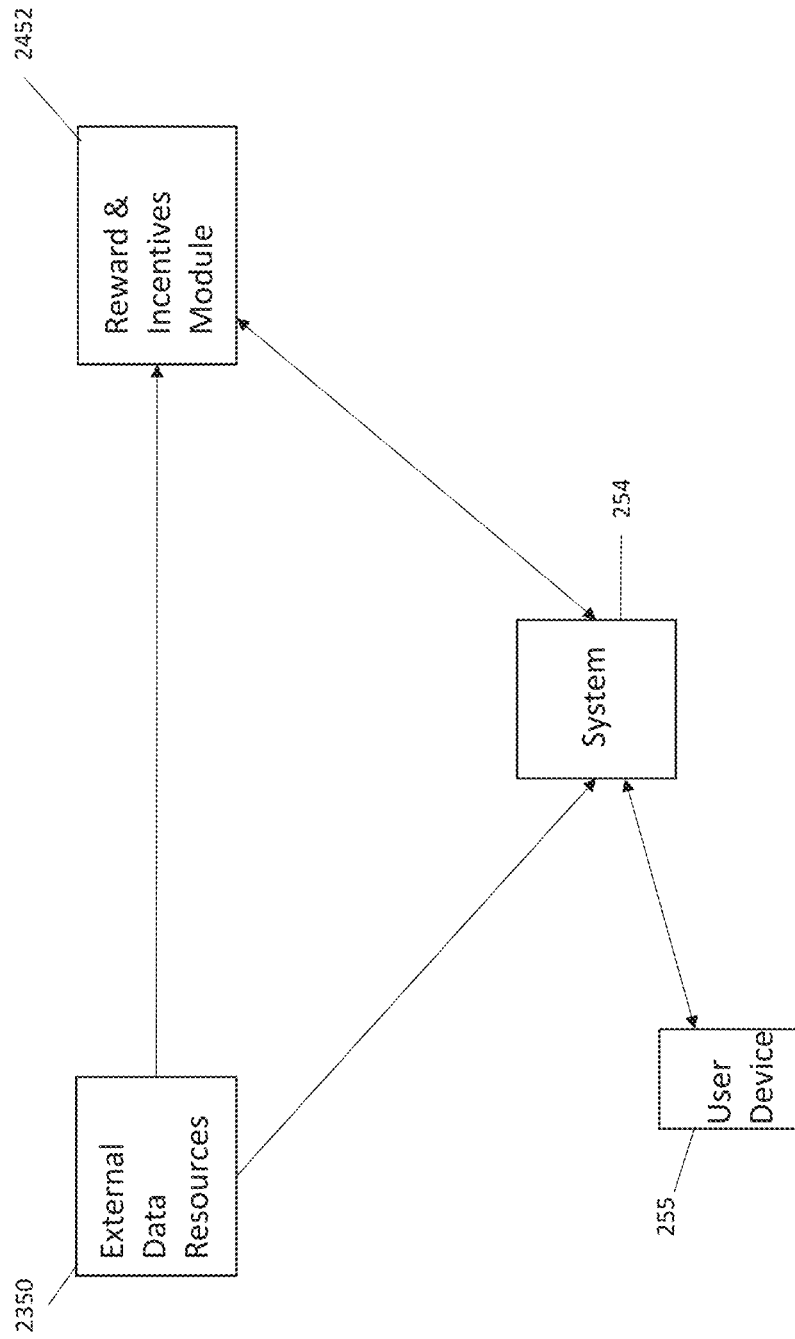 2350
External
Data
Resources
2452
Reward &
Incentives
Module
System
254
User
Device
255